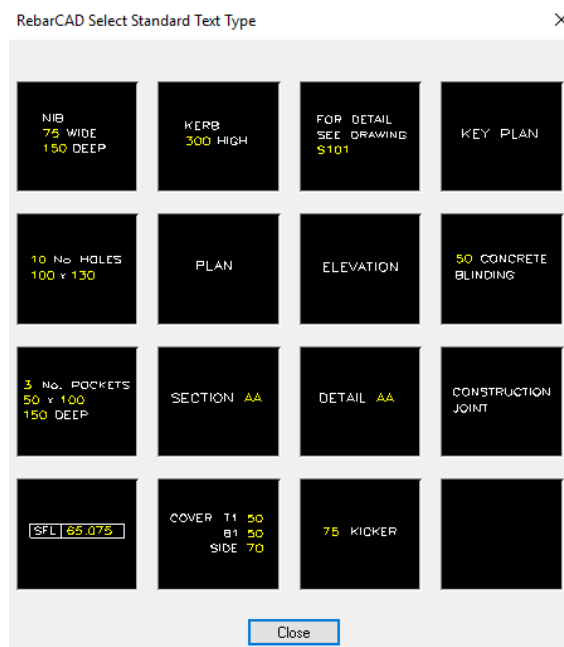 RebarCAD Select Standard Text Type
NIB
75 WIDE
150 DEEP
KERB
300 HIGH
FOR DETAIL
SEE DRAWING
S101
KEY PLAN
10 No HOLES
100 x 130
PLAN
ELEVATION
50 CONCRETE
BLINDING
3 No. POCKETS
50 x 100
150 DEEP
SECTION AA
DETAIL AA
CONSTRUCTION
JOINT
SFL 65.075
COVER T1 50
B1 50
SIDE 70
75 KICKER
Close